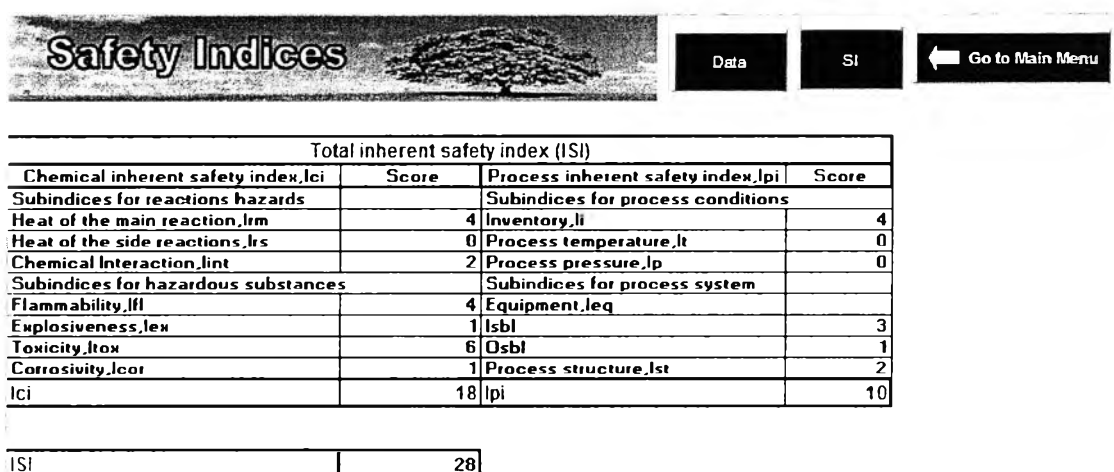 Safety Indices
Data SI Go to Main Menu
Total inherent safety index (ISI)
Chemical inherent safety index,Ici Score Process inherent safety index,Ipi Score
Subindices for reactions hazards Subindices for process conditions
Heat of the main reaction,Irm 4 Inventory,Ii 4
Heat of the side reactions,Irs 0 Process temperature,It 0
Chemical Interaction,Iint 2 Process pressure,Ip 0
Subindices for hazardous substances Subindices for process system
Flammability,Ifl 4 Equipment,Ieq
Explosiveness,Iex 1 Isbl 3
Toxicity,Itox 6 Osbl 1
Corrosivity,Icor 1 Process structure,Ist 2
Ici 18 Ipi 10
ISI 28